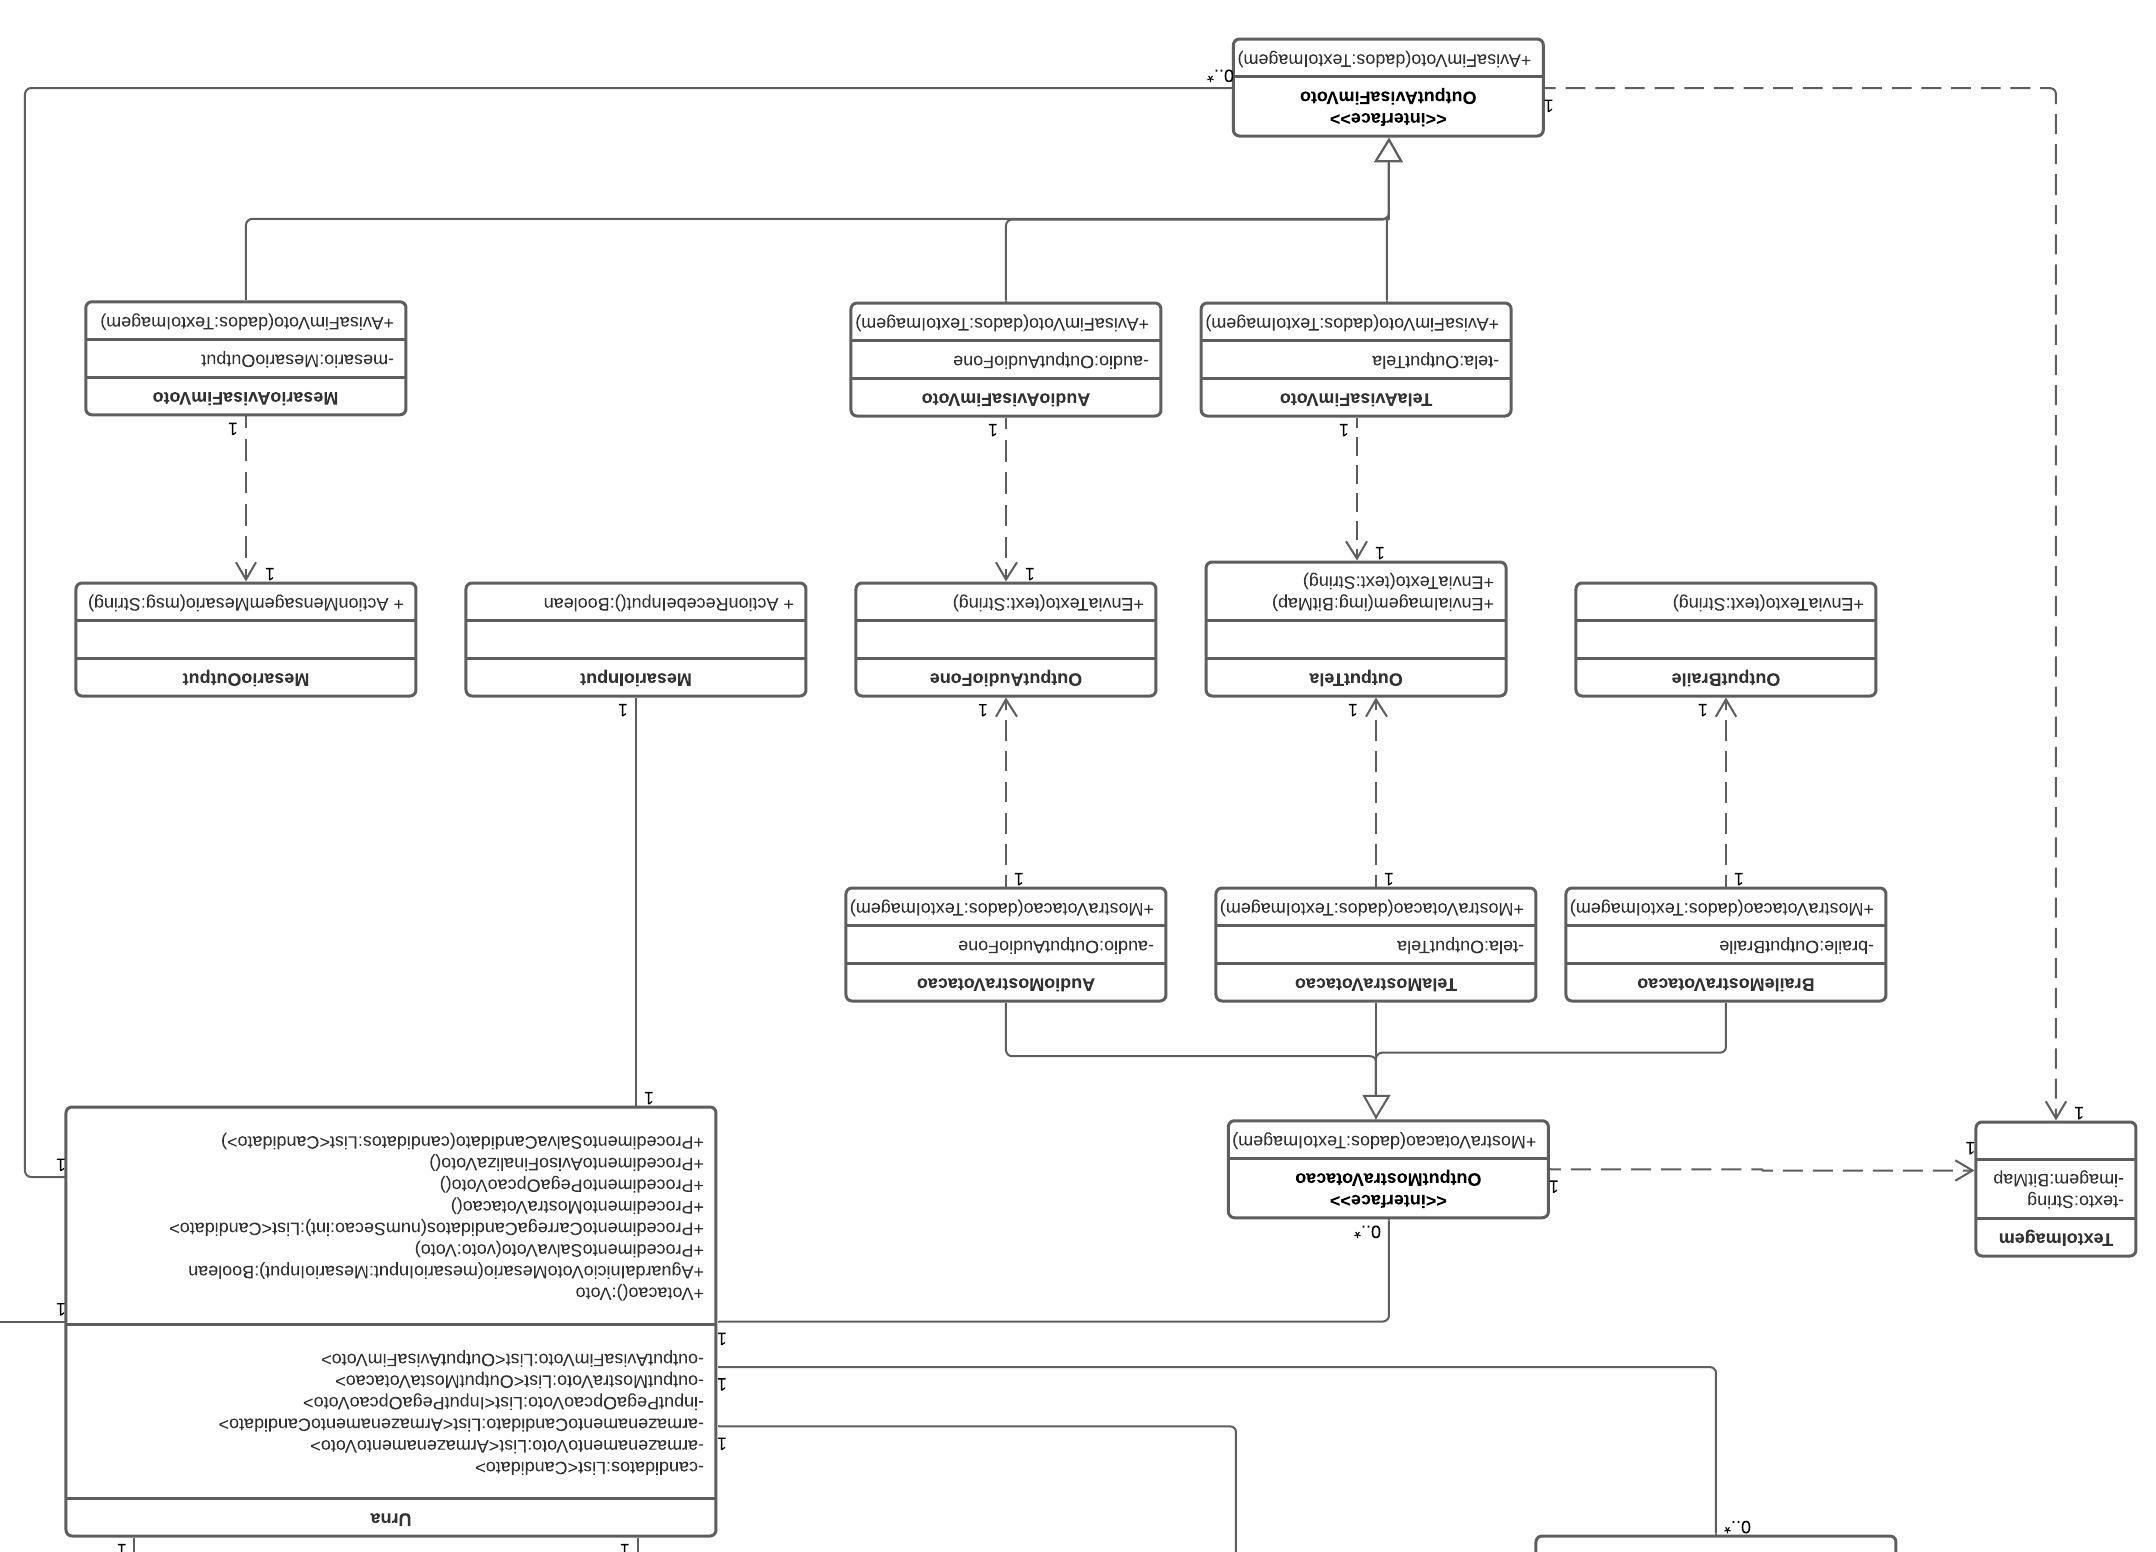 0..*
1
1
Urna
-candidatos:List<Candidato>
-armazenamentoVoto:List<ArmazenamentoVoto>
-armazenamentoCandidato:List<ArmazenamentoCandidato>
-inputPegaOpcaoVoto:List<InputPegaOpcaoVoto>
-outputMostraVoto:List<OutputMostaVotacao>
-outputAvisaFimVoto:List<OutputAvisaFimVoto>
+Votacao():Voto
+AguardaInicioVotoMesario(mesarioInput:MesarioInput):Boolean
+ProcedimentoSalvaVoto(voto:Voto)
+ProcedimentoCarregaCandidatos(numSecao:int):List<Candidato>
+ProcedimentoMostraVotacao()
+ProcedimentoPegaOpcaoVoto()
+ProcedimentoAvisoFinalizaVoto()
+ProcedimentoSalvaCandidato(candidatos:List<Candidato>)
1
1
1
1
1
1
TextoImagem
-texto:String
-imagem:BitMap
1
1
0..*
<<interface>>
OutputMostraVotacao
+MostraVotacao(dados:TextoImagem)
1
BraileMostraVotacao
-braile:OutputBraile
+MostraVotacao(dados:TextoImagem)
1
TelaMostraVotacao
-tela:OutputTela
+MostraVotacao(dados:TextoImagem)
1
AudioMostraVotacao
-audio:OutputAudioFone
+MostraVotacao(dados:TextoImagem)
1
1
OutputBraile
+EnviaTexto(text:String)
1
OutputTela
+EnviaImagem(img:BitMap)
+EnviaTexto(text:String)
1
1
OutputAudioFone
+EnviaTexto(text:String)
1
1
MesarioInput
+ ActionRecebeInput():Boolean
MesarioOutput
+ ActionMensagemMesario(msg:String)
1
1
TelaAvisaFimVoto
-tela:OutputTela
+AvisaFimVoto(dados:TextoImagem)
1
AudioAvisaFimVoto
-audio:OutputAudioFone
+AvisaFimVoto(dados:TextoImagem)
1
MesarioAvisaFimVoto
-mesario:MesarioOutput
+AvisaFimVoto(dados:TextoImagem)
1
<<interface>>
OutputAvisaFimVoto
+AvisaFimVoto(dados:TextoImagem)
0..*